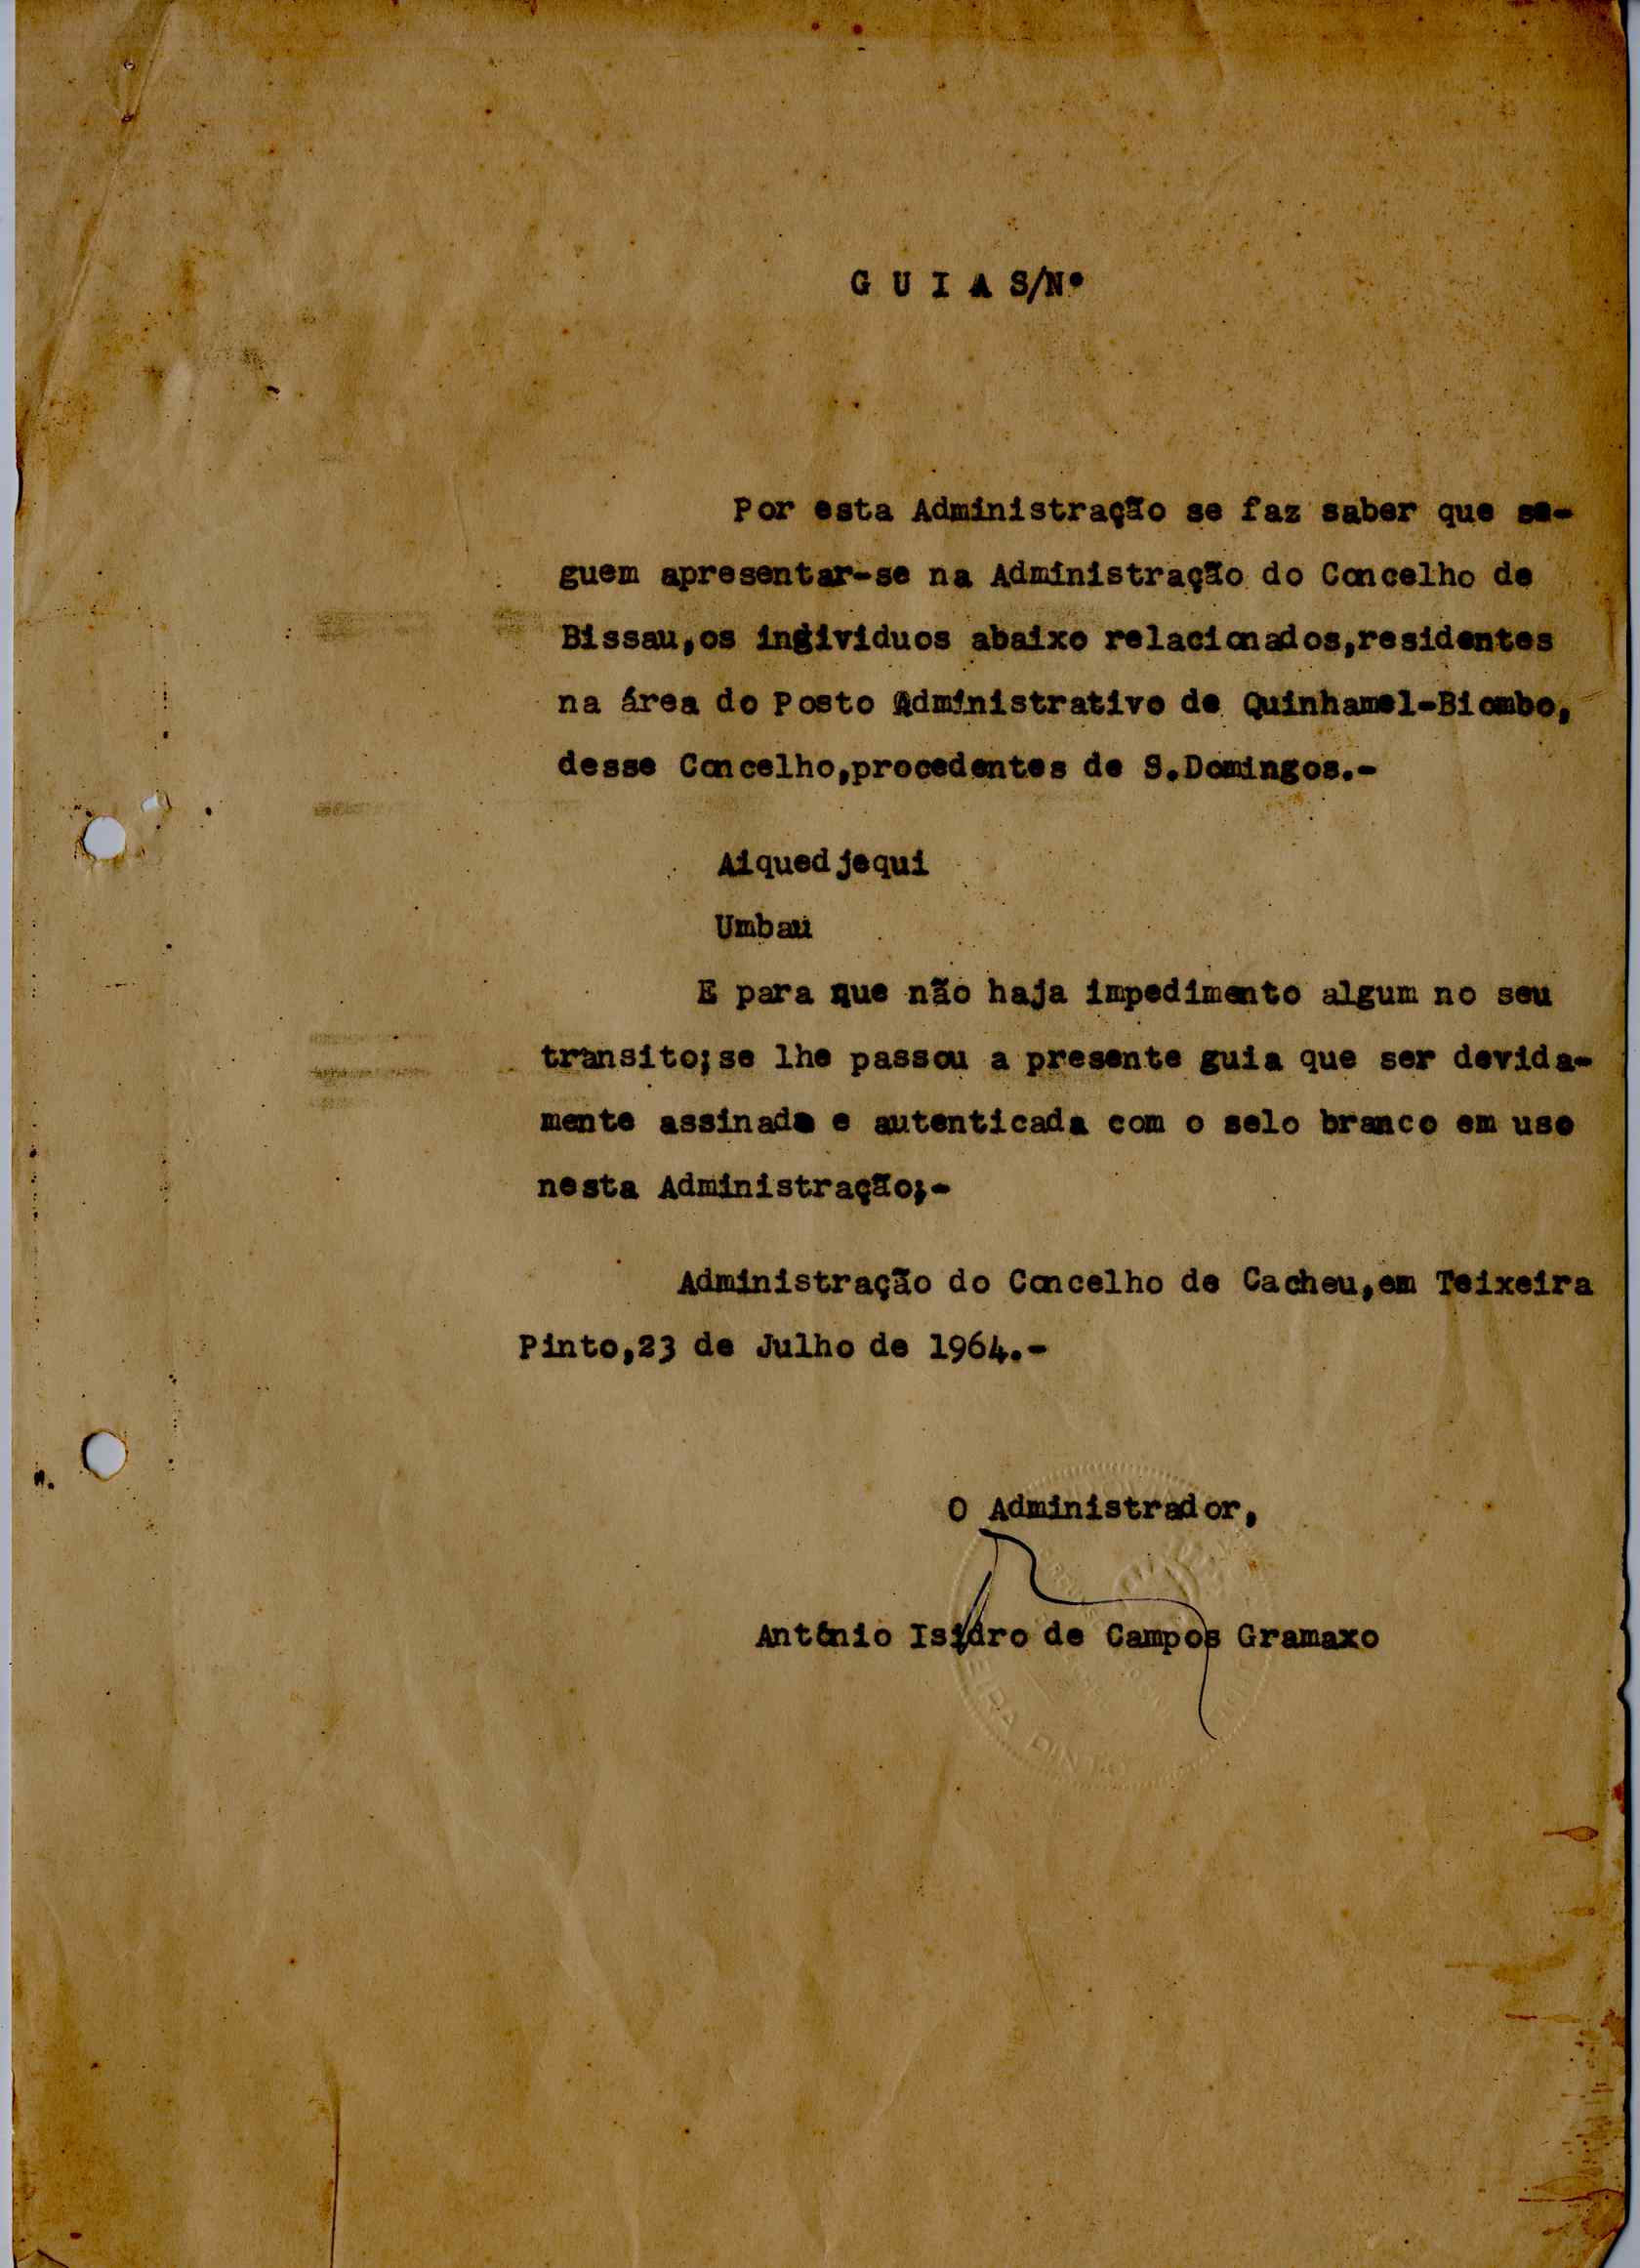 G U I A S/Nº
Por esta Administração se faz saber que se-
guem apresentar-se na Administração do Concelho de
Bissau,os individuos abaixo relacionados,residentes
na área do Posto Administrativo de Quinhamel-Biombo,
desse Concelho,procedentes de S.Domingos.-
Aiquedjequi
Umbau
E para que não haja impedimento algum no seu
transito;se lhe passou a presente guia que ser devida-
mente assinada e autenticada com o selo branco em uso
nesta Administração;-
Administração do Concelho de Cacheu,em Teixeira
Pinto,23 de Julho de 1964.-
O Administrador,
António Isidro de Campos Gramaxo
PINTO